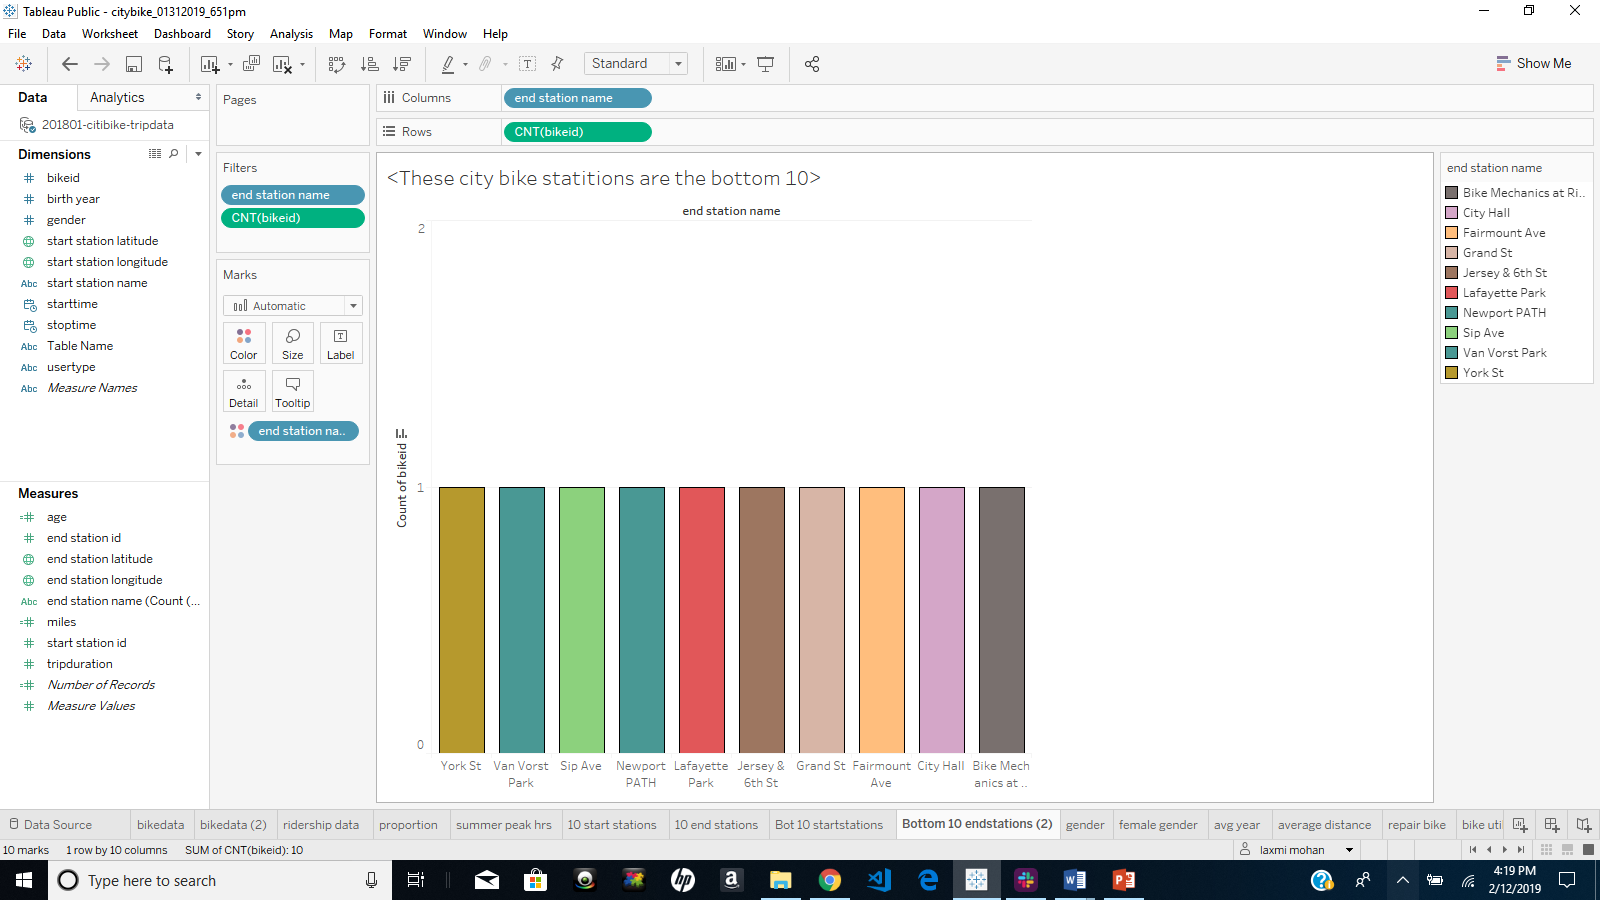 Tableau Public - citybike_01312019_651pm
File Data Worksheet Dashboard Story Analysis Map Format Window Help
Standard
Show Me
Data Analytics
201801-citibike-tripdata
Dimensions
# bikeid
# birth year
# gender
start station latitude
start station longitude
Abc start station name
starttime
stoptime
Abc Table Name
Abc usertype
Abc Measure Names
Measures
=# age
# end station id
end station latitude
end station longitude
Abc end station name (Count (...
=# miles
# start station id
# tripduration
=# Number of Records
# Measure Values
Pages
Filters
end station name
CNT(bikeid)
Marks
Automatic
Color Size Label
Detail Tooltip
end station na..
Columns end station name
Rows CNT(bikeid)
<These city bike statitions are the bottom 10>
end station name
2
1
0
Count of bikeid
York St Van Vorst Sip Ave Newport Lafayette Jersey & Grand St Fairmount City Hall Bike Mech
Park PATH Park 6th St Ave anics at ..
end station name
Bike Mechanics at Ri..
City Hall
Fairmount Ave
Grand St
Jersey & 6th St
Lafayette Park
Newport PATH
Sip Ave
Van Vorst Park
York St
Data Source bikedata bikedata (2) ridership data proportion summer peak hrs 10 start stations 10 end stations Bot 10 startstations Bottom 10 endstations (2) gender female gender avg year average distance repair bike bike uti
10 marks 1 row by 10 columns SUM of CNT(bikeid): 10 laxmi mohan
Type here to search
4:19 PM
2/12/2019